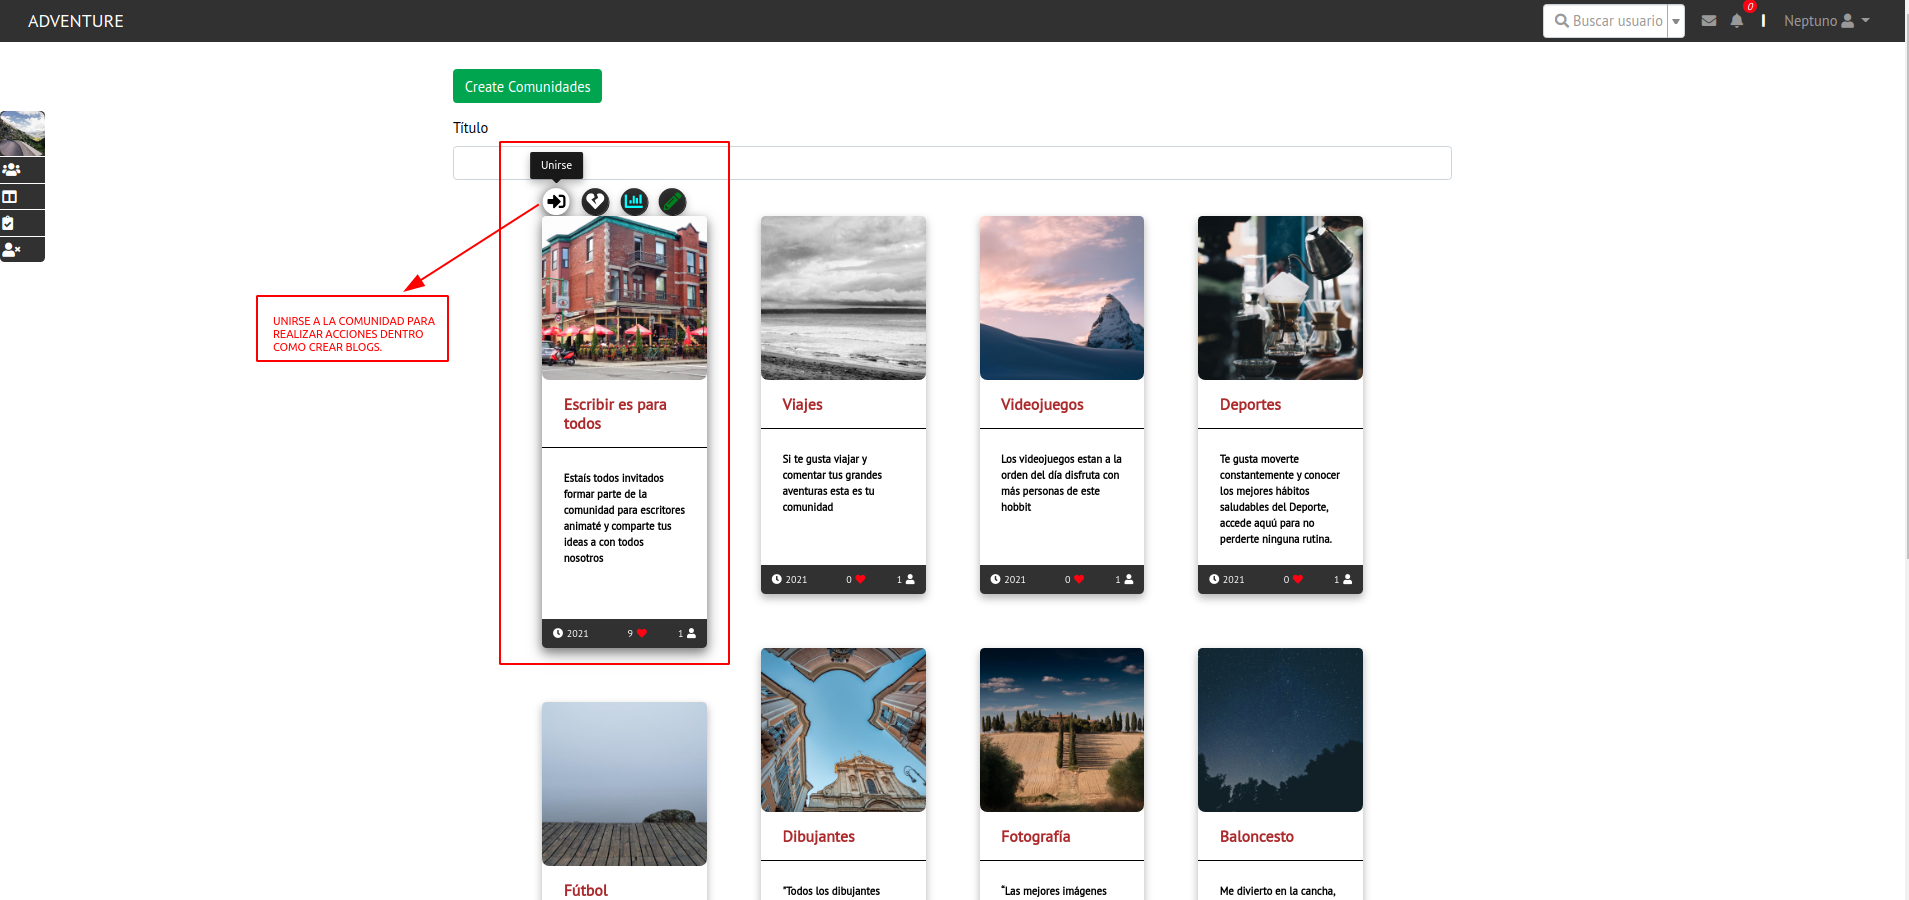 ADVENTURE
Buscar usuario
0
Neptuno
Create Comunidades
Título
Unirse
UNIRSE A LA COMUNIDAD PARA
REALIZAR ACCIONES DENTRO
COMO CREAR BLOGS.
Escribir es para
todos
Estaís todos invitados
formar parte de la
comunidad para escritores
animaté y comparte tus
ideas a con todos
nosotros
2021 9 1
Viajes
Si te gusta viajar y
comentar tus grandes
aventuras esta es tu
comunidad
2021 0 1
Videojuegos
Los videojuegos estan a la
orden del día disfruta con
más personas de este
hobbit
2021 0 1
Deportes
Te gusta moverte
constantemente y conocer
los mejores hábitos
saludables del Deporte,
accede aquú para no
perderte ninguna rutina.
2021 0 1
Fútbol
Dibujantes
"Todos los dibujantes
Fotografía
“Las mejores imágenes
Baloncesto
Me divierto en la cancha,